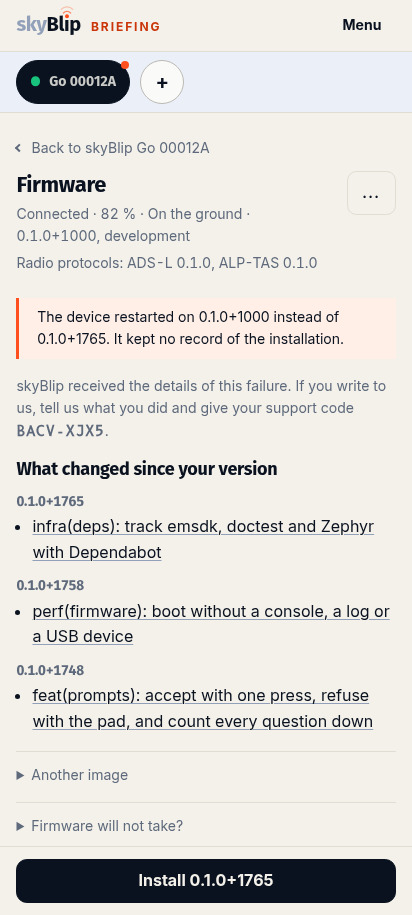 skyBlip BRIEFING
Menu
Go 00012A
+
Back to skyBlip Go 00012A
Firmware
...
Connected · 82 % · On the ground ·
0.1.0+1000, development
Radio protocols: ADS-L 0.1.0, ALP-TAS 0.1.0
The device restarted on 0.1.0+1000 instead of
0.1.0+1765. It kept no record of the installation.
skyBlip received the details of this failure. If you write to
us, tell us what you did and give your support code
BACV-XJX5.
What changed since your version
0.1.0+1765
• infra(deps): track emsdk, doctest and Zephyr
with Dependabot
0.1.0+1758
• perf(firmware): boot without a console, a log or
a USB device
0.1.0+1748
• feat(prompts): accept with one press, refuse
with the pad, and count every question down
Another image
Firmware will not take?
Install 0.1.0+1765